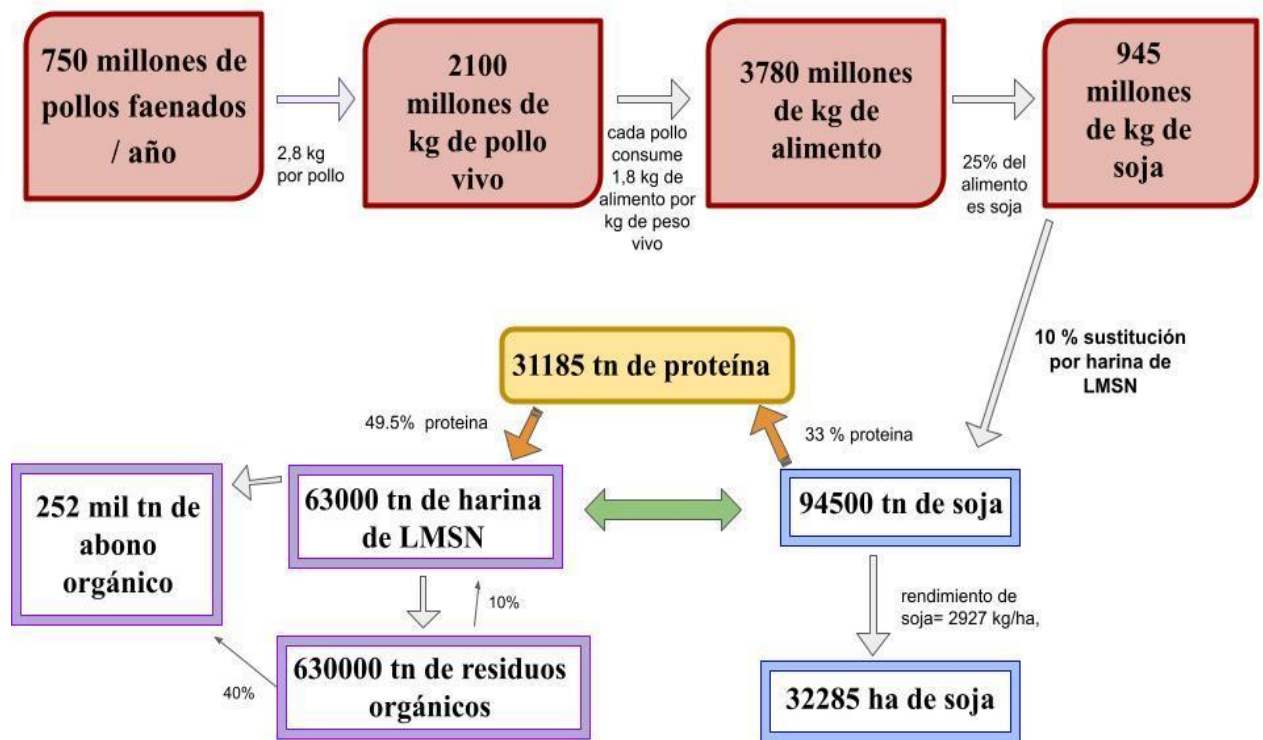 750 millones de
pollos faenados
/ año
2,8 kg
por pollo
2100
millones de
kg de pollo
vivo
cada pollo
consume
1,8 kg de
alimento por
kg de peso
vivo
3780 millones
de kg de
alimento
25% del
alimento
es soja
945
millones
de kg de
soja
10 % sustitución
por harina de
LMSN
31185 tn de proteína
49.5% proteina
33 % proteina
252 mil tn de
abono
orgánico
63000 tn de harina
de LMSN
94500 tn de soja
10%
rendimiento de
soja= 2927 kg/ha,
40%
630000 tn de residuos
orgánicos
32285 ha de soja